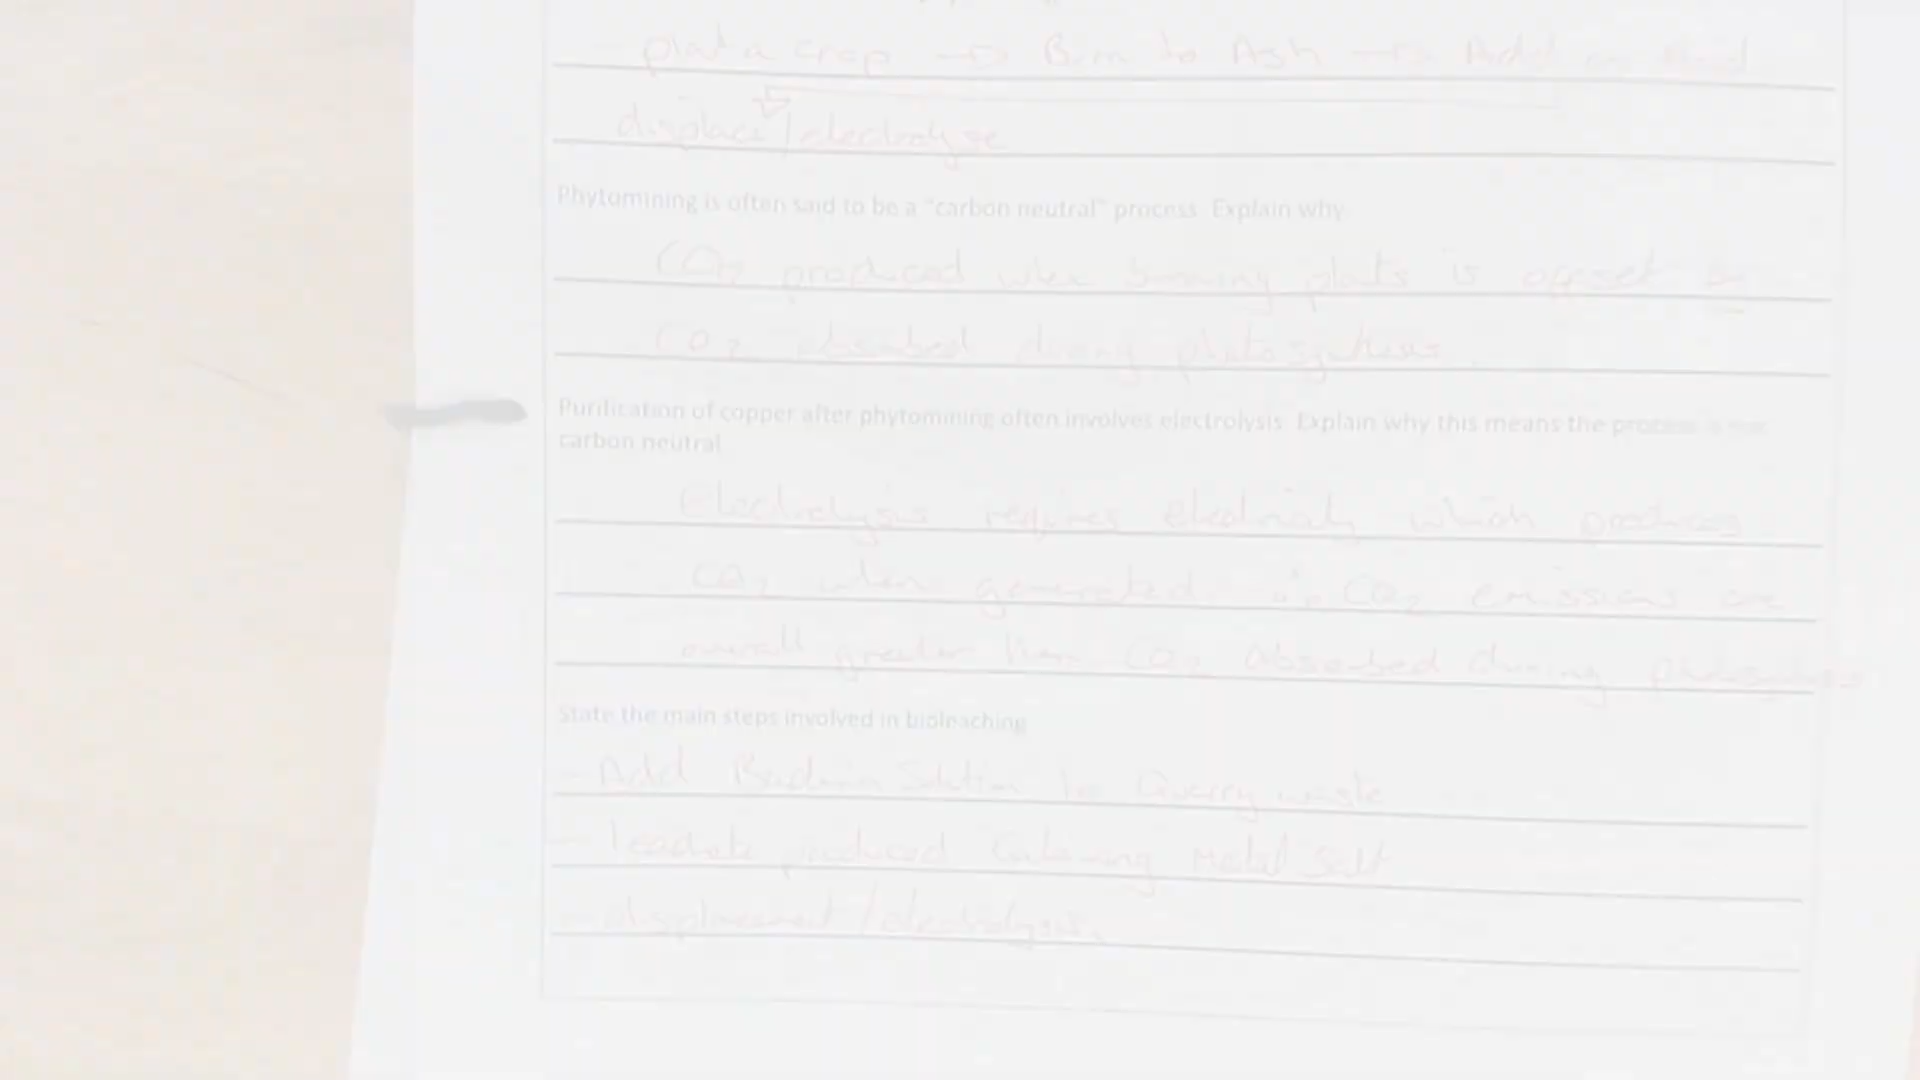 plat a crop → Burn to Ash → Add
displace / electrolyse
Phytomining is often said to be a "carbon neutral" process. Explain why.
CO2 produced when burning plants is offset by
CO2 absorbed during photosynthesis.
Purification of copper after phytomining often involves electrolysis. Explain why this means the process is not
carbon neutral.
Electrolysis requires electricity which produces
CO2 when generated. ∴ CO2 emissions are
overall greater than CO2 Absorbed during photosynthesis
State the main steps involved in bioleaching
- Add Bacteria Solution to Quarry waste
- leachate produced Containing Metal Salt
- displacement / electrolysis.